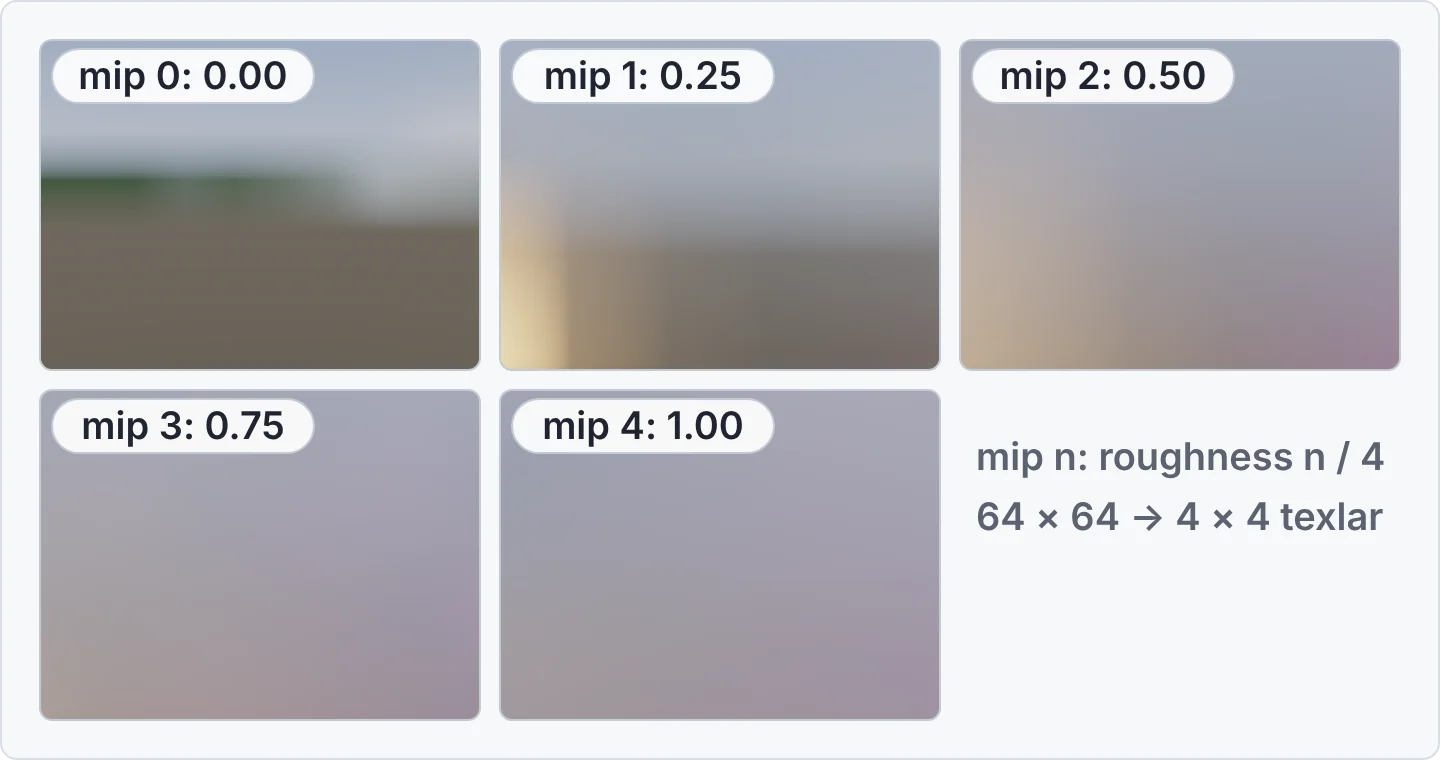 mip 0: 0.00
mip 1: 0.25
mip 2: 0.50
mip 3: 0.75
mip 4: 1.00
mip n: roughness n / 4
64 × 64 → 4 × 4 texlar